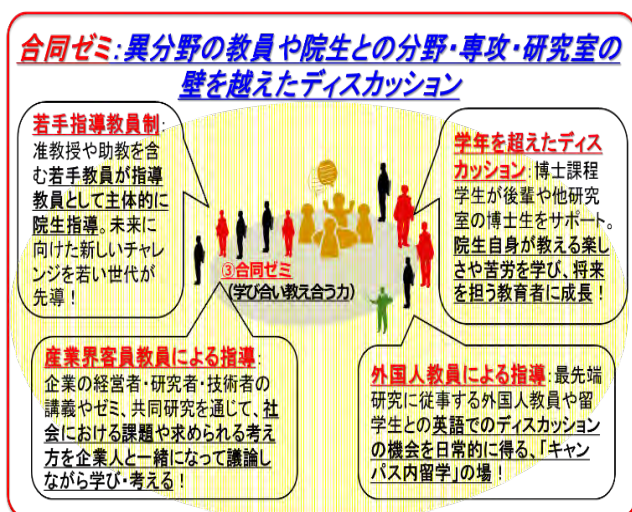 合同ゼミ:異分野の教員や院生との分野・専攻・研究室の
壁を越えたディスカッション
若手指導教員制:
准教授や助教を含
む若手教員が指導
教員として主体的に
院生指導。未来に
向けた新しいチャレ
ンジを若い世代が
先導!
学年を超えたディス
カッション:博士課程
学生が後輩や他研究
室の博士生をサポート。
院生自身が教える楽し
さや苦労を学び、将来
を担う教育者に成長!
③合同ゼミ
(学び合い教え合う力)
産業界客員教員による指導:
企業の経営者・研究者・技術者の
講義やゼミ、共同研究を通じて、社
会における課題や求められる考え
方を企業人と一緒になって議論し
ながら学び・考える!
外国人教員による指導:最先端
研究に従事する外国人教員や留
学生との英語でのディスカッション
の機会を日常的に得る、「キャン
パス内留学」の場!